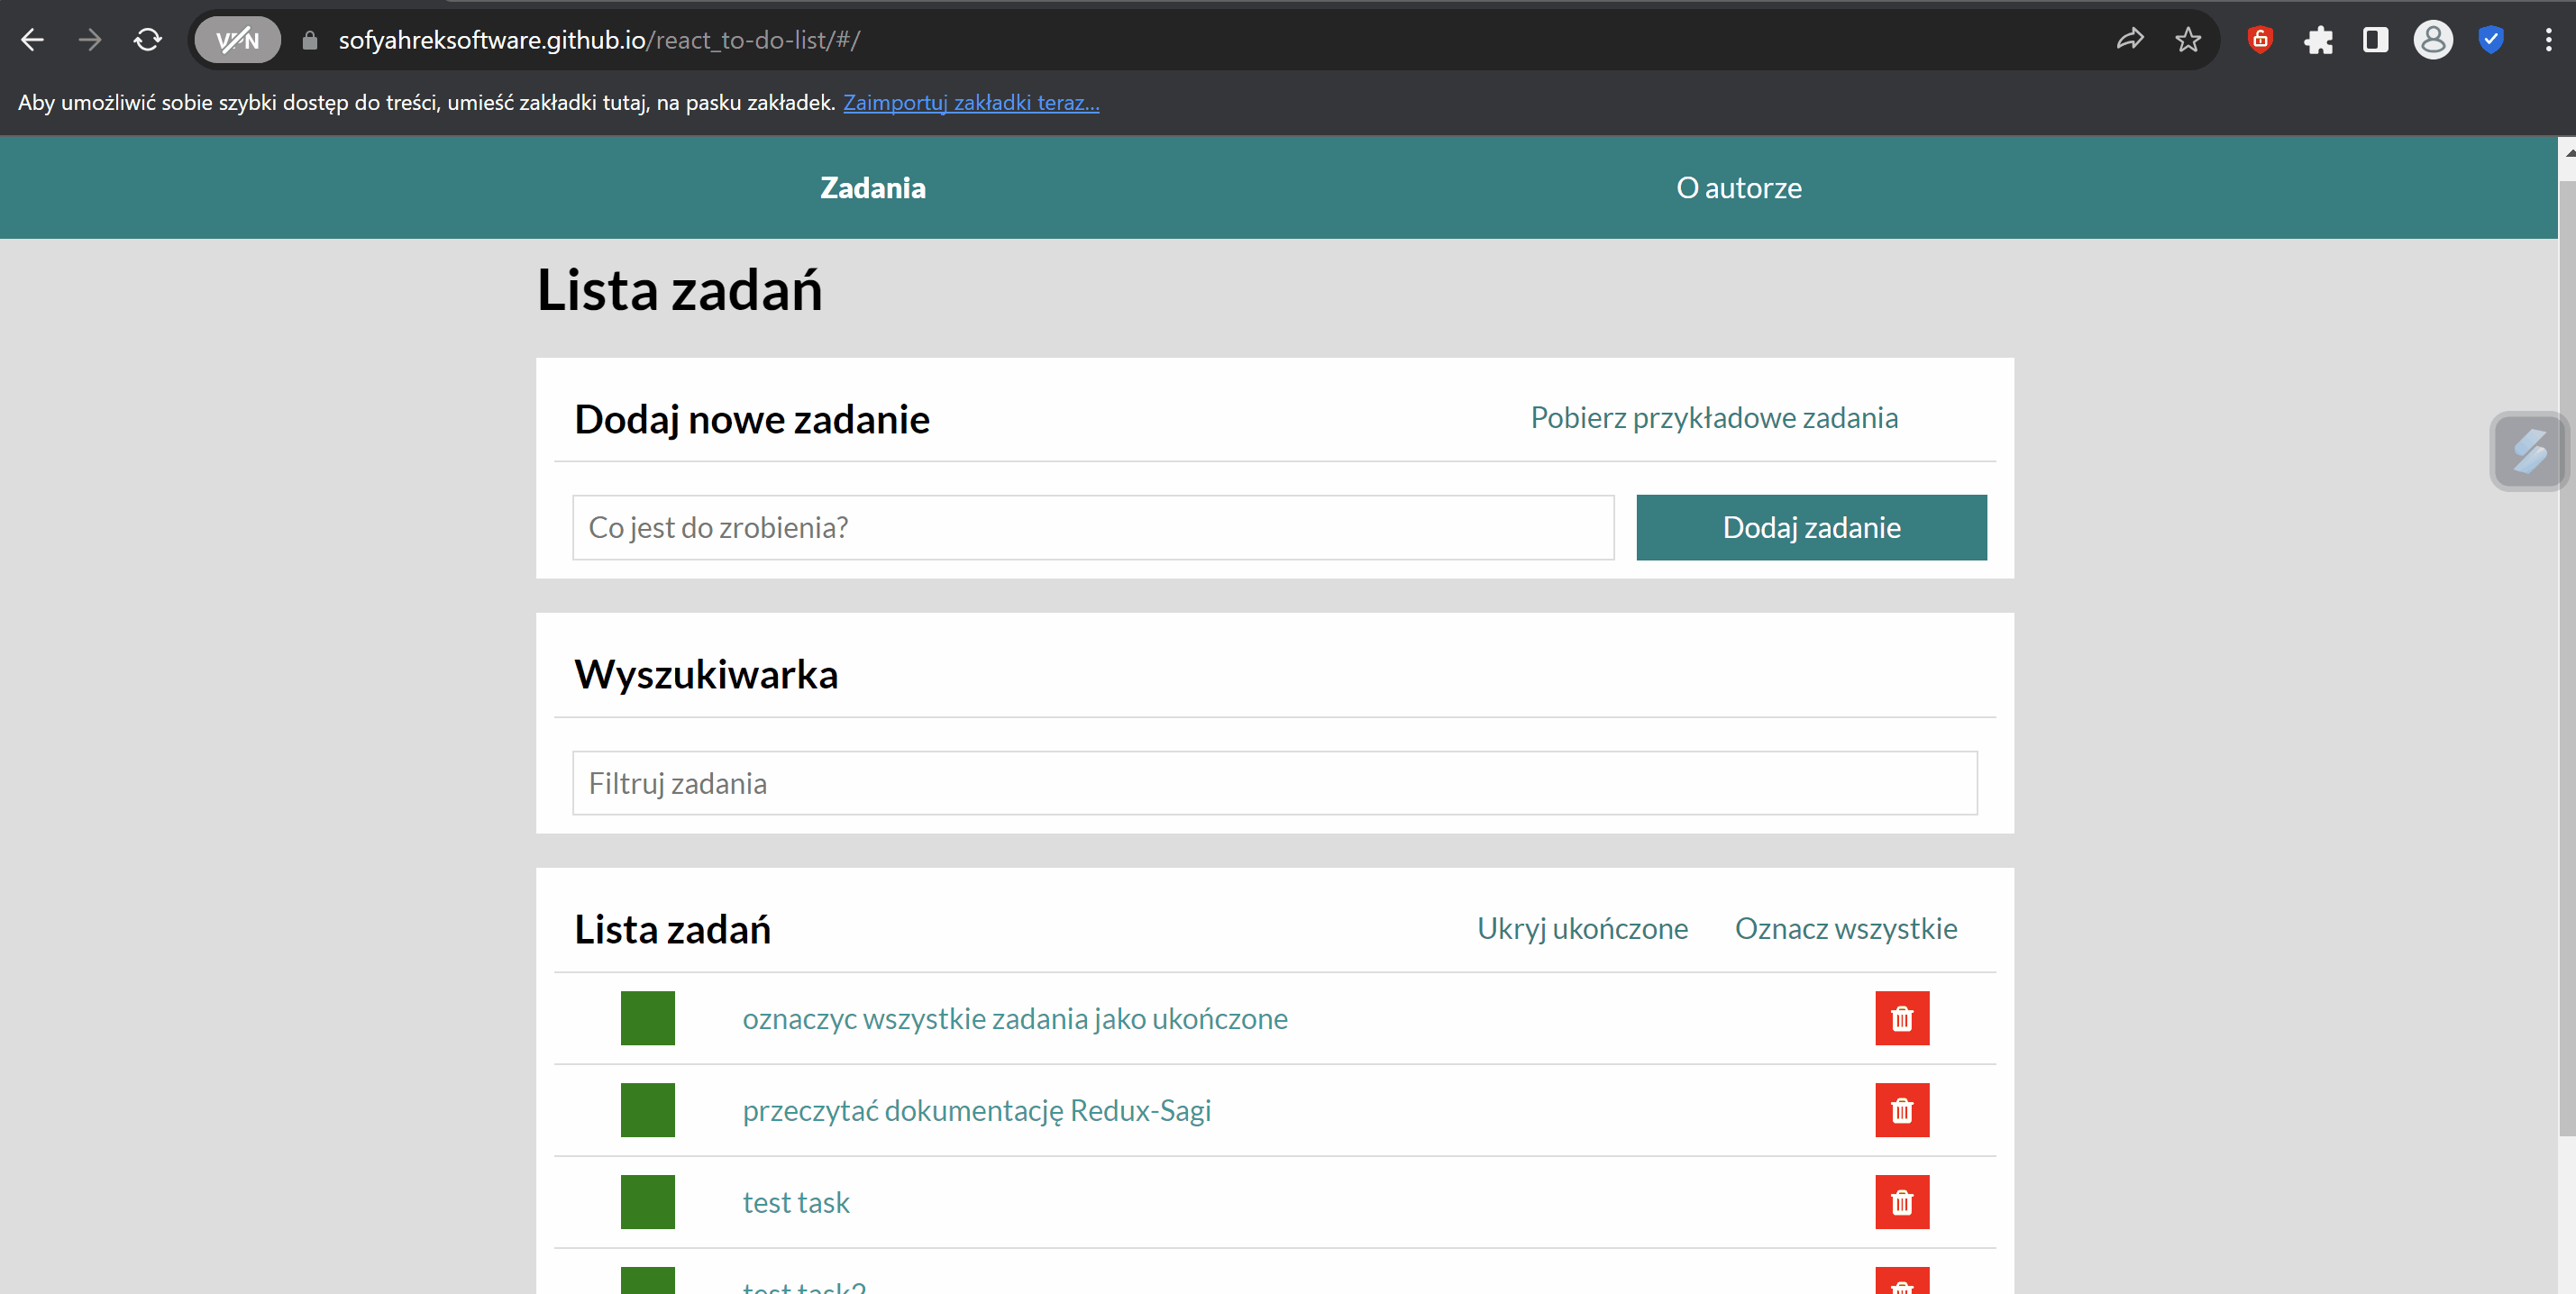 VPN sofyahreksoftware.github.io/react_to-do-list/#/
Aby umożliwić sobie szybki dostęp do treści, umieść zakładki tutaj, na pasku zakładek. Zaimportuj zakładki teraz...
Zadania O autorze
Lista zadań
Dodaj nowe zadanie Pobierz przykładowe zadania
Co jest do zrobienia? Dodaj zadanie
Wyszukiwarka
Filtruj zadania
Lista zadań Ukryj ukończone Oznacz wszystkie
oznaczyc wszystkie zadania jako ukończone
przeczytać dokumentację Redux-Sagi
test task
test task2